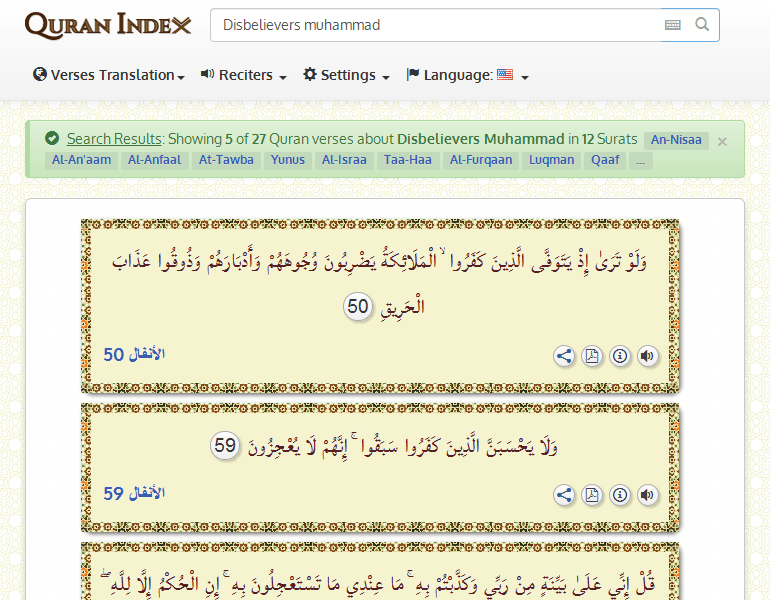 QURAN INDEX
Disbelievers muhammad
Verses Translation Reciters Settings Language:
Search Results: Showing 5 of 27 Quran verses about Disbelievers Muhammad in 12 Surats An-Nisaa ×
Al-An'aam Al-Anfaal At-Tawba Yunus Al-Israa Taa-Haa Al-Furqaan Luqman Qaaf ...
وَلَوْ تَرَىٰ إِذْ يَتَوَفَّى الَّذِينَ كَفَرُوا ۙ الْمَلَائِكَةُ يَضْرِبُونَ وُجُوهَهُمْ وَأَدْبَارَهُمْ وَذُوقُوا عَذَابَ
الْحَرِيقِ 50
الأنفال 50
وَلَا يَحْسَبَنَّ الَّذِينَ كَفَرُوا سَبَقُوا ۚ إِنَّهُمْ لَا يُعْجِزُونَ 59
الأنفال 59
قُلْ إِنِّي عَلَىٰ بَيِّنَةٍ مِنْ رَبِّي وَكَذَّبْتُمْ بِهِ ۚ مَا عِنْدِي مَا تَسْتَعْجِلُونَ بِهِ ۚ إِنِ الْحُكْمُ إِلَّا لِلَّهِ ۖ